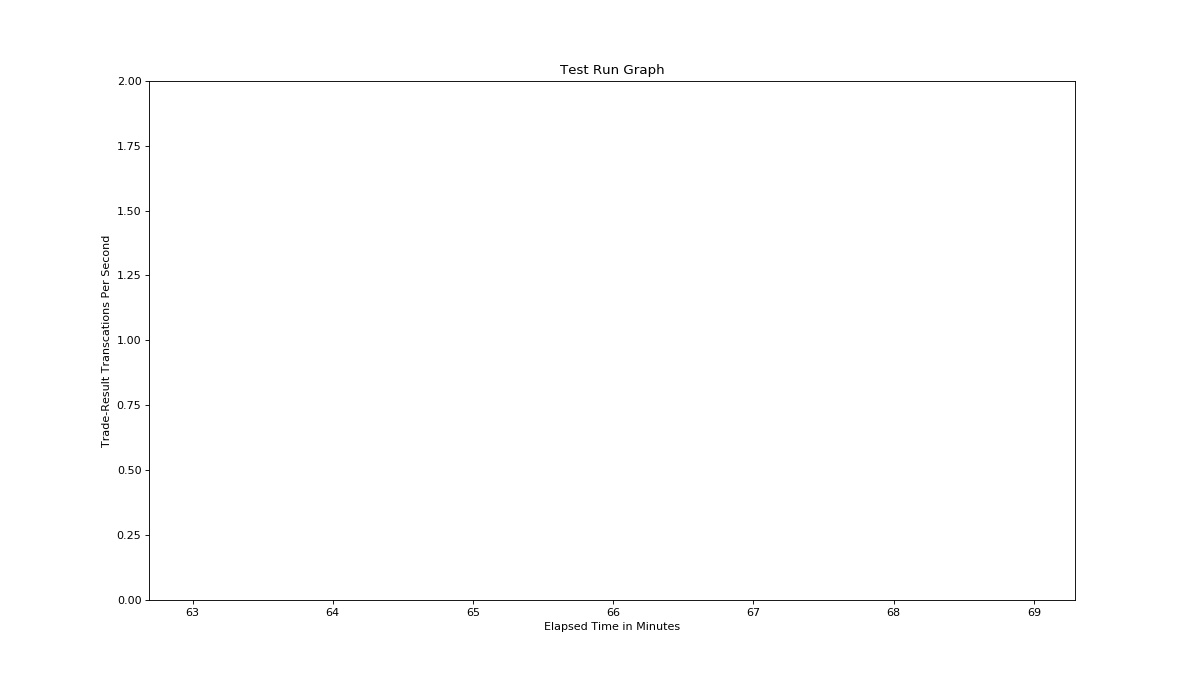 Test Run Graph
2.00
1.75
1.50
1.25
1.00
0.75
0.50
0.25
0.00
Trade-Result Transcations Per Second
63 64 65 66 67 68 69
Elapsed Time in Minutes